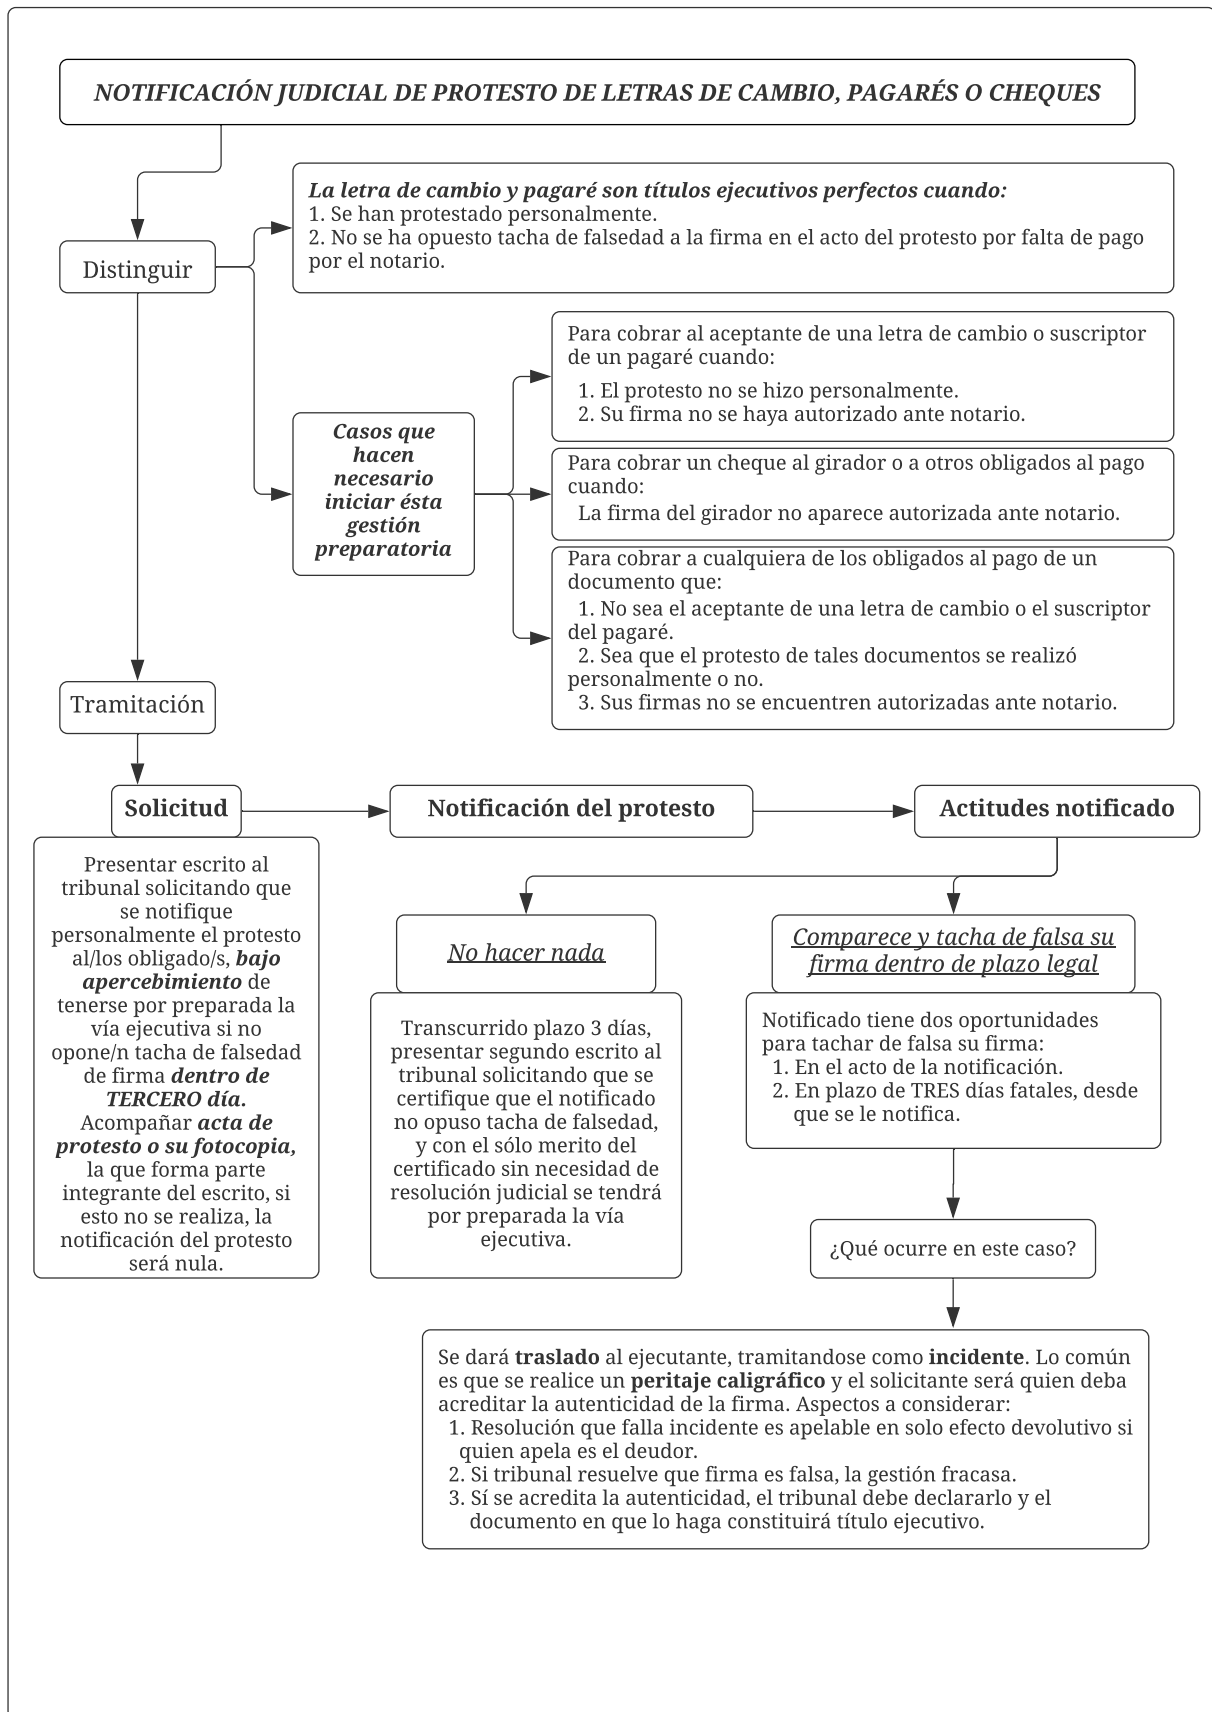 NOTIFICACIÓN JUDICIAL DE PROTESTO DE LETRAS DE CAMBIO, PAGARÉS O CHEQUES
La letra de cambio y pagaré son títulos ejecutivos perfectos cuando:
1. Se han protestado personalmente.
2. No se ha opuesto tacha de falsedad a la firma en el acto del protesto por falta de pago
por el notario.
Distinguir
Para cobrar al aceptante de una letra de cambio o suscriptor
de un pagaré cuando:
1. El protesto no se hizo personalmente.
2. Su firma no se haya autorizado ante notario.
Casos que
hacen
necesario
iniciar ésta
gestión
preparatoria
Para cobrar un cheque al girador o a otros obligados al pago
cuando:
La firma del girador no aparece autorizada ante notario.
Para cobrar a cualquiera de los obligados al pago de un
documento que:
1. No sea el aceptante de una letra de cambio o el suscriptor
del pagaré.
2. Sea que el protesto de tales documentos se realizó
personalmente o no.
3. Sus firmas no se encuentren autorizadas ante notario.
Tramitación
Solicitud
Notificación del protesto
Actitudes notificado
Presentar escrito al
tribunal solicitando que
se notifique
personalmente el protesto
al/los obligado/s, bajo
apercebimiento de
tenerse por preparada la
vía ejecutiva si no
opone/n tacha de falsedad
de firma dentro de
TERCERO día.
Acompañar acta de
protesto o su fotocopia,
la que forma parte
integrante del escrito, si
esto no se realiza, la
notificación del protesto
será nula.
No hacer nada
Transcurrido plazo 3 días,
presentar segundo escrito al
tribunal solicitando que se
certifique que el notificado
no opuso tacha de falsedad,
y con el sólo merito del
certificado sin necesidad de
resolución judicial se tendrá
por preparada la vía
ejecutiva.
Comparece y tacha de falsa su
firma dentro de plazo legal
Notificado tiene dos oportunidades
para tachar de falsa su firma:
1. En el acto de la notificación.
2. En plazo de TRES días fatales, desde
que se le notifica.
¿Qué ocurre en este caso?
Se dará traslado al ejecutante, tramitandose como incidente. Lo común
es que se realice un peritaje caligráfico y el solicitante será quien deba
acreditar la autenticidad de la firma. Aspectos a considerar:
1. Resolución que falla incidente es apelable en solo efecto devolutivo si
quien apela es el deudor.
2. Si tribunal resuelve que firma es falsa, la gestión fracasa.
3. Sí se acredita la autenticidad, el tribunal debe declararlo y el
documento en que lo haga constituirá título ejecutivo.